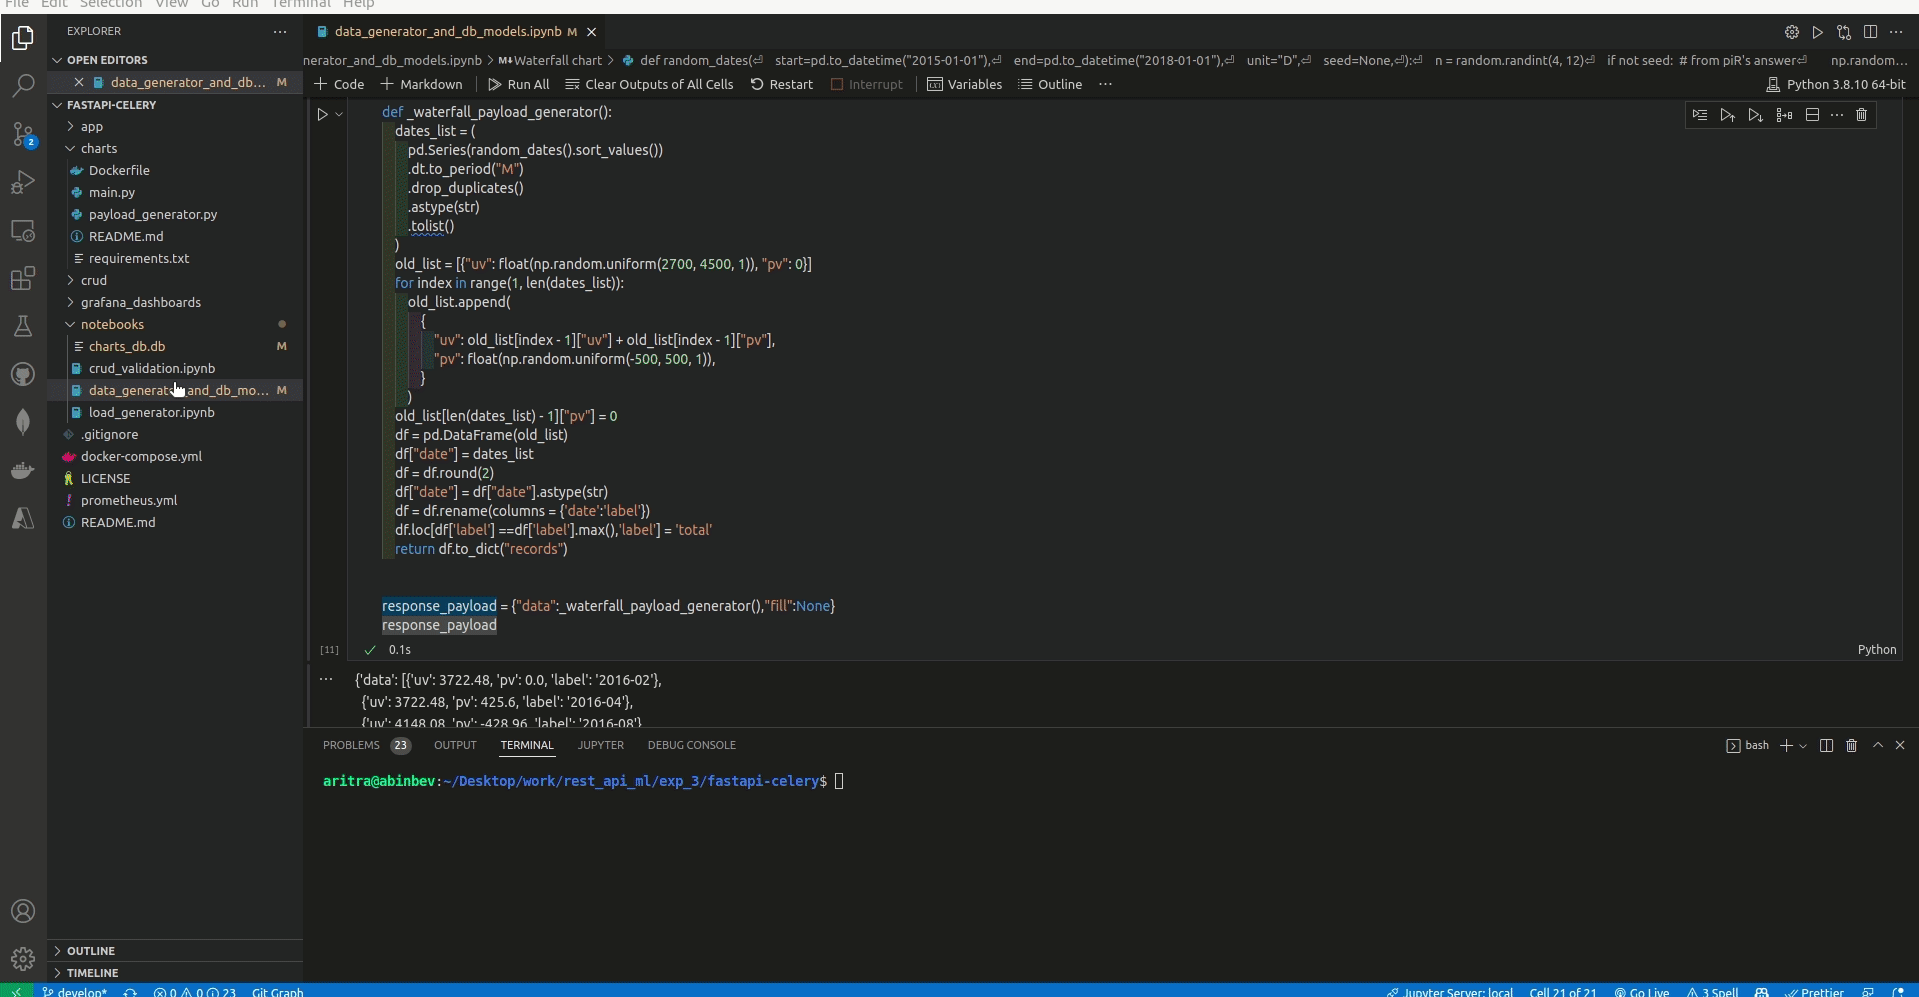 File Edit Selection View Go Run Terminal Help
EXPLORER
OPEN EDITORS
data_generator_and_db... M
FASTAPI-CELERY
app
charts
Dockerfile
main.py
payload_generator.py
README.md
requirements.txt
crud
grafana_dashboards
notebooks
charts_db.db M
crud_validation.ipynb
data_generat and_db_mo... M
load_generator.ipynb
.gitignore
docker-compose.yml
LICENSE
prometheus.yml
README.md
OUTLINE
TIMELINE
2
data_generator_and_db_models.ipynb M
nerator_and_db_models.ipynb > M Waterfall chart > def random_dates(⏎ start=pd.to_datetime("2015-01-01"),⏎ end=pd.to_datetime("2018-01-01"),⏎ unit="D",⏎ seed=None,⏎):⏎ n = random.randint(4, 12)⏎ if not seed: # from piR's answer⏎ np.random...
+ Code + Markdown Run All Clear Outputs of All Cells Restart Interrupt Variables Outline ... Python 3.8.10 64-bit
def _waterfall_payload_generator():
dates_list = (
pd.Series(random_dates().sort_values())
.dt.to_period("M")
.drop_duplicates()
.astype(str)
.tolist()
)
old_list = [{"uv": float(np.random.uniform(2700, 4500, 1)), "pv": 0}]
for index in range(1, len(dates_list)):
old_list.append(
{
"uv": old_list[index - 1]["uv"] + old_list[index - 1]["pv"],
"pv": float(np.random.uniform(-500, 500, 1)),
}
)
old_list[len(dates_list) - 1]["pv"] = 0
df = pd.DataFrame(old_list)
df["date"] = dates_list
df = df.round(2)
df["date"] = df["date"].astype(str)
df = df.rename(columns = {'date':'label'})
df.loc[df['label'] ==df['label'].max(),'label'] = 'total'
return df.to_dict("records")
response_payload = {"data":_waterfall_payload_generator(),"fill":None}
response_payload
[11] ✓ 0.1s Python
... {'data': [{'uv': 3722.48, 'pv': 0.0, 'label': '2016-02'},
{'uv': 3722.48, 'pv': 425.6, 'label': '2016-04'},
{'uv': 4148.08, 'pv': -428.96, 'label': '2016-08'}
PROBLEMS 23 OUTPUT TERMINAL JUPYTER DEBUG CONSOLE bash
aritra@abinbev:~/Desktop/work/rest_api_ml/exp_3/fastapi-celery$
develop* 0 0 23 Git Graph Jupyter Server: local Cell 21 of 21 Go Live 3 Spell Prettier